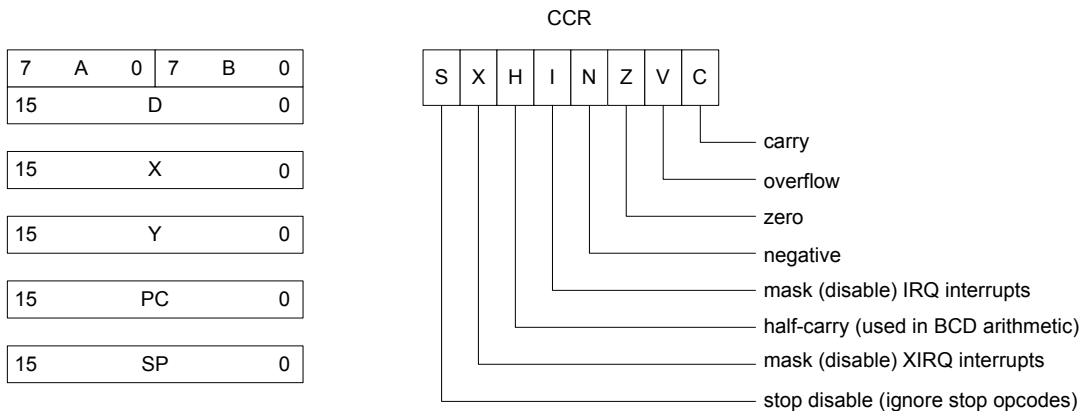 CCR
7 A 0 7 B 0
15 D 0
15 X 0
15 Y 0
15 PC 0
15 SP 0
S X H I N Z V C
carry
overflow
zero
negative
mask (disable) IRQ interrupts
half-carry (used in BCD arithmetic)
mask (disable) XIRQ interrupts
stop disable (ignore stop opcodes)